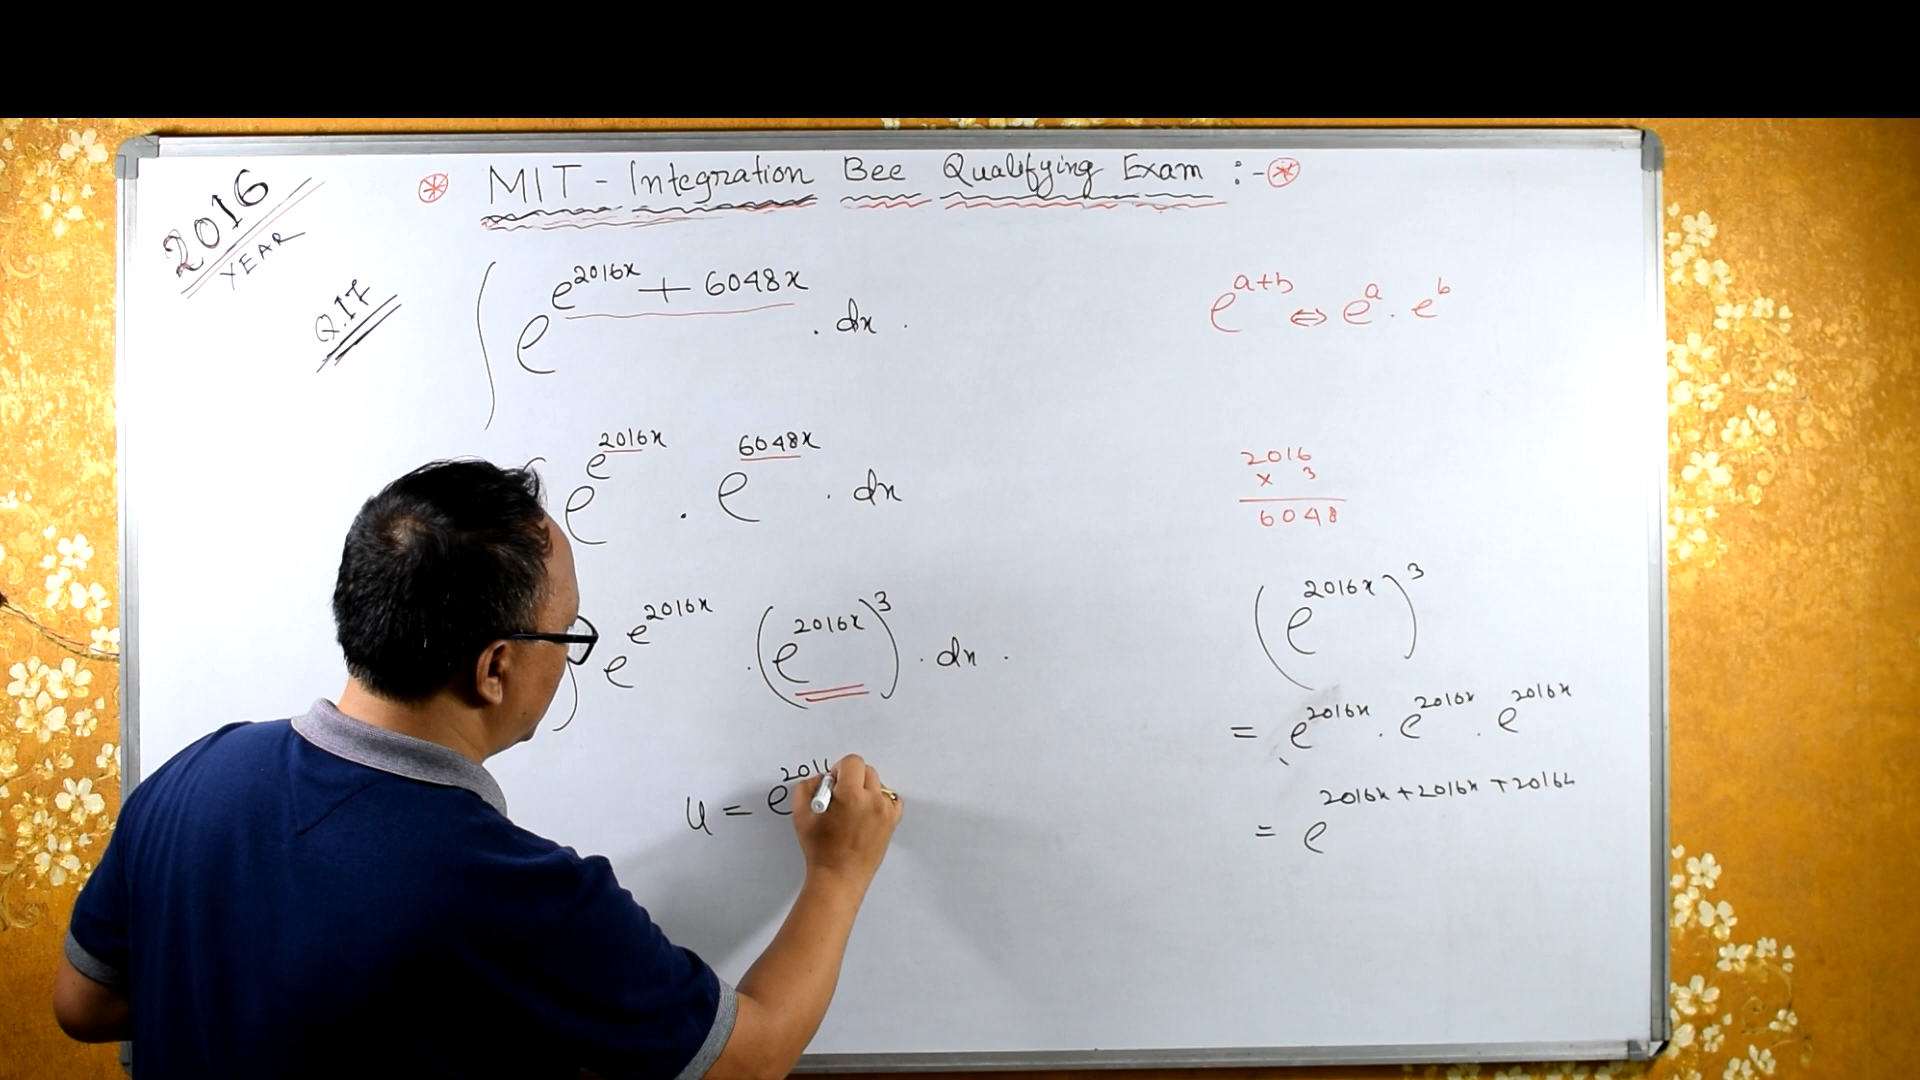 2016
YEAR
Q.17
⊛ MIT - Integration Bee Qualifying Exam :- ⊛
∫ e^(e^(2016x) + 6048x) . dx .
e^(a+b) ⇔ e^a . e^b
∫ e^(e^(2016x)) . e^(6048x) . dx
2016
x 3
6048
∫ e^(e^(2016x)) . (e^(2016x))^3 . dx .
(e^(2016x))^3
= e^(2016x) . e^(2016x) . e^(2016x)
= e^(2016x + 2016x + 2016x)
u = e^(201